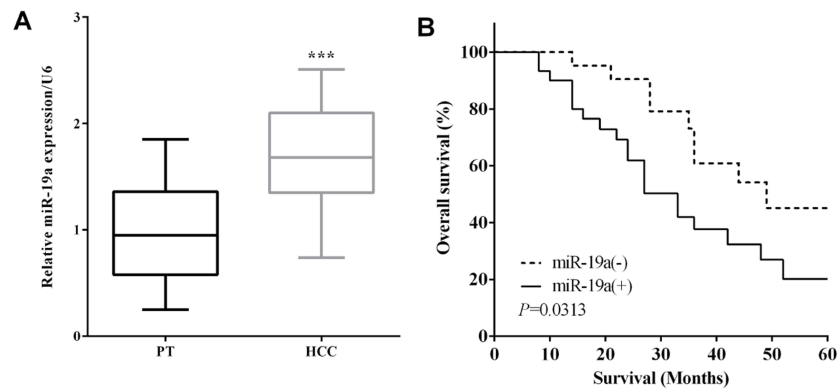 A
Relative miR-19a expression/U6
3
2
1
0
***
PT
HCC
B
Overall survival (%)
100
80
60
40
20
0
miR-19a(-)
miR-19a(+)
P=0.0313
0
10
20
30
40
50
60
Survival (Months)